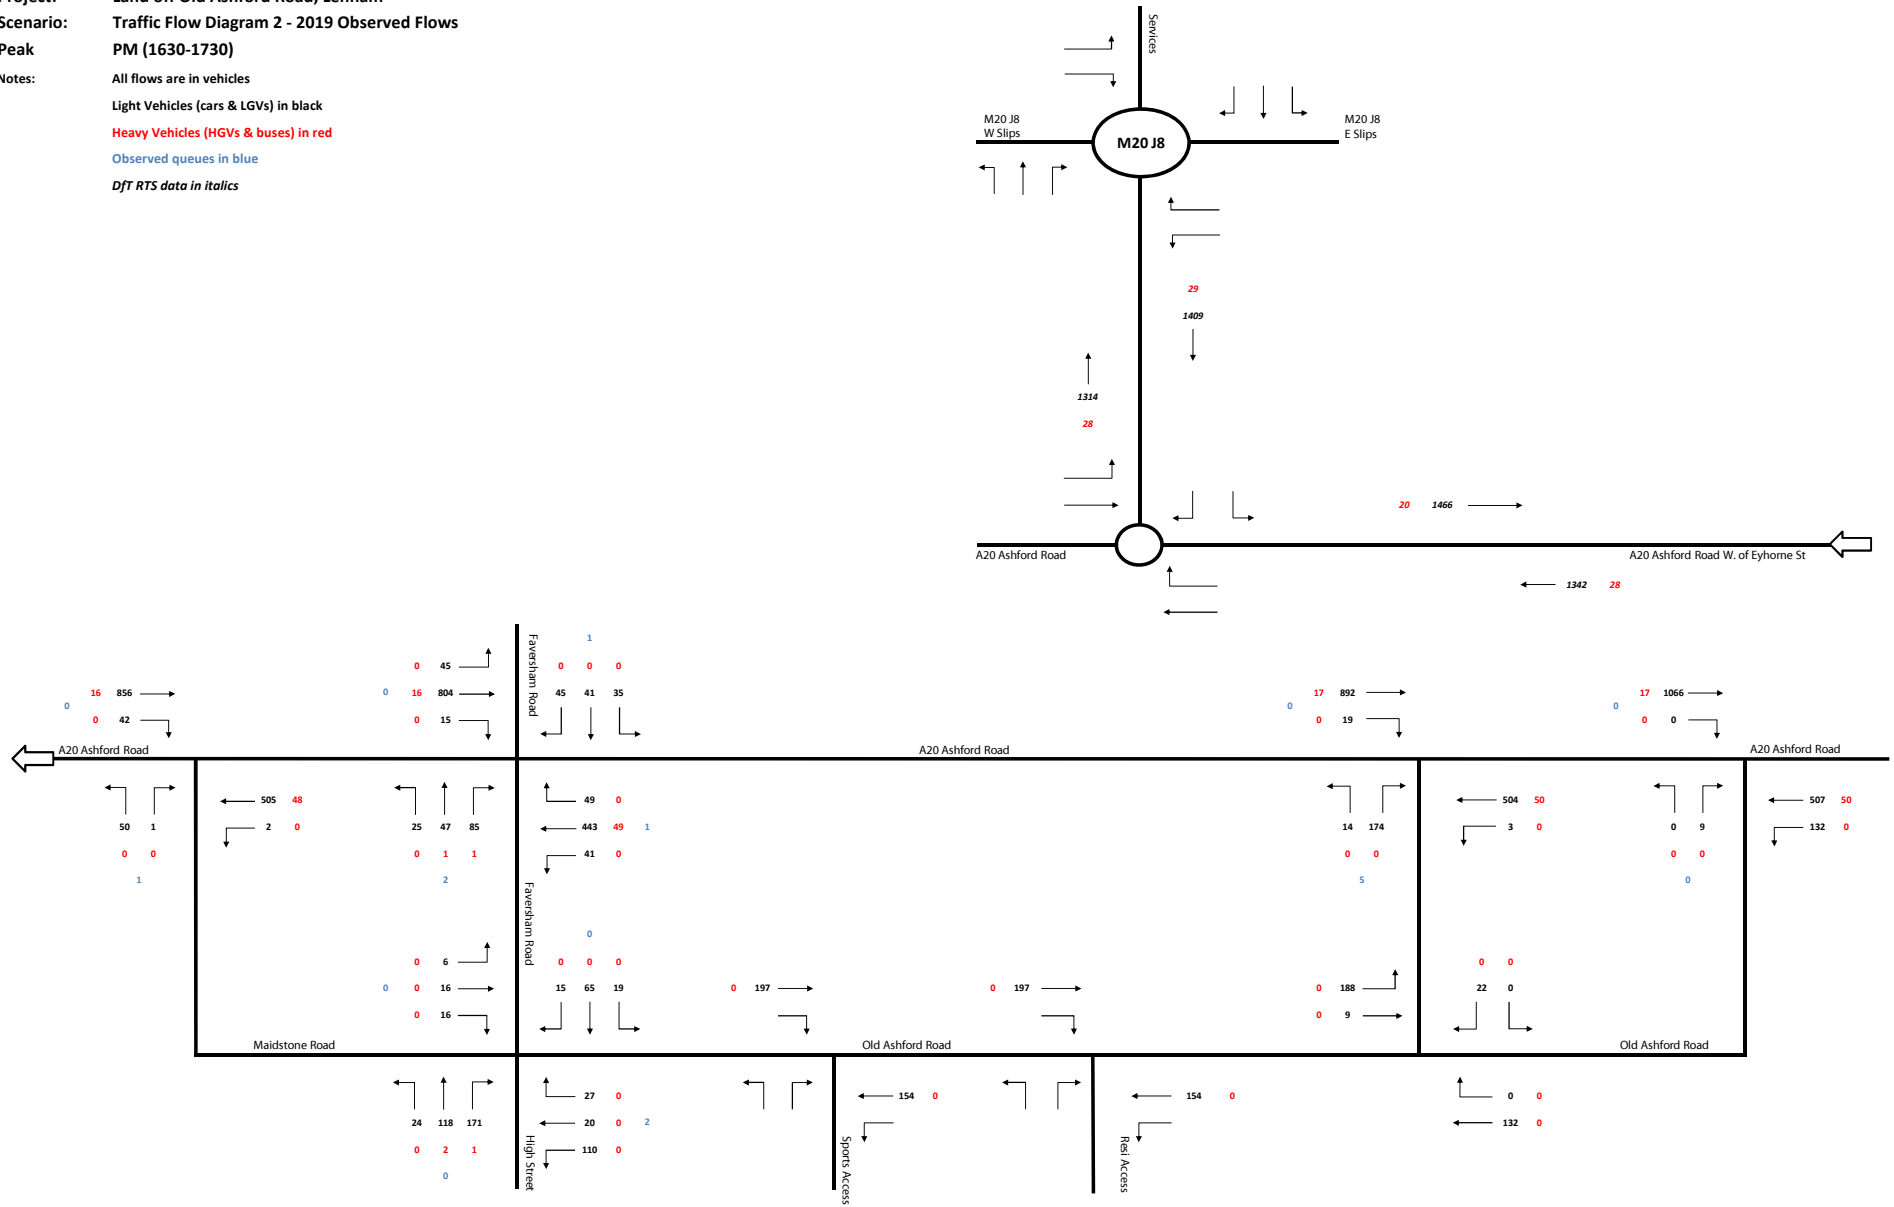 Project: Land off Old Ashford Road, Lenham
Scenario: Traffic Flow Diagram 2 - 2019 Observed Flows
Peak PM (1630-1730)
Notes: All flows are in vehicles
Light Vehicles (cars & LGVs) in black
Heavy Vehicles (HGVs & buses) in red
Observed queues in blue
DfT RTS data in italics
Services
M20 J8
W Slips
M20 J8
M20 J8
E Slips
29
1409
1314
28
20 1466
A20 Ashford Road
A20 Ashford Road W. of Eyhorne St
1342 28
Faversham Road
1
0 45
0 0 0
16 856
0
0 42
0 16 804
0 15
45 41 35
17 892
0
0 19
17 1066
0
0 0
A20 Ashford Road
A20 Ashford Road
A20 Ashford Road
50 1
0 0
1
505 48
2 0
25 47 85
0 1 1
2
49 0
443 49 1
41 0
14 174
0 0
5
504 50
3 0
0 9
0 0
0
507 50
132 0
Faversham Road
0
0 6
0 0 16
0 16
0 0 0
15 65 19
0 197
0 197
0 188
0 9
0 0
22 0
Maidstone Road
Old Ashford Road
Old Ashford Road
24 118 171
0 2 1
0
High Street
27 0
20 0 2
110 0
Sports Access
154 0
Resi Access
154 0
0 0
132 0